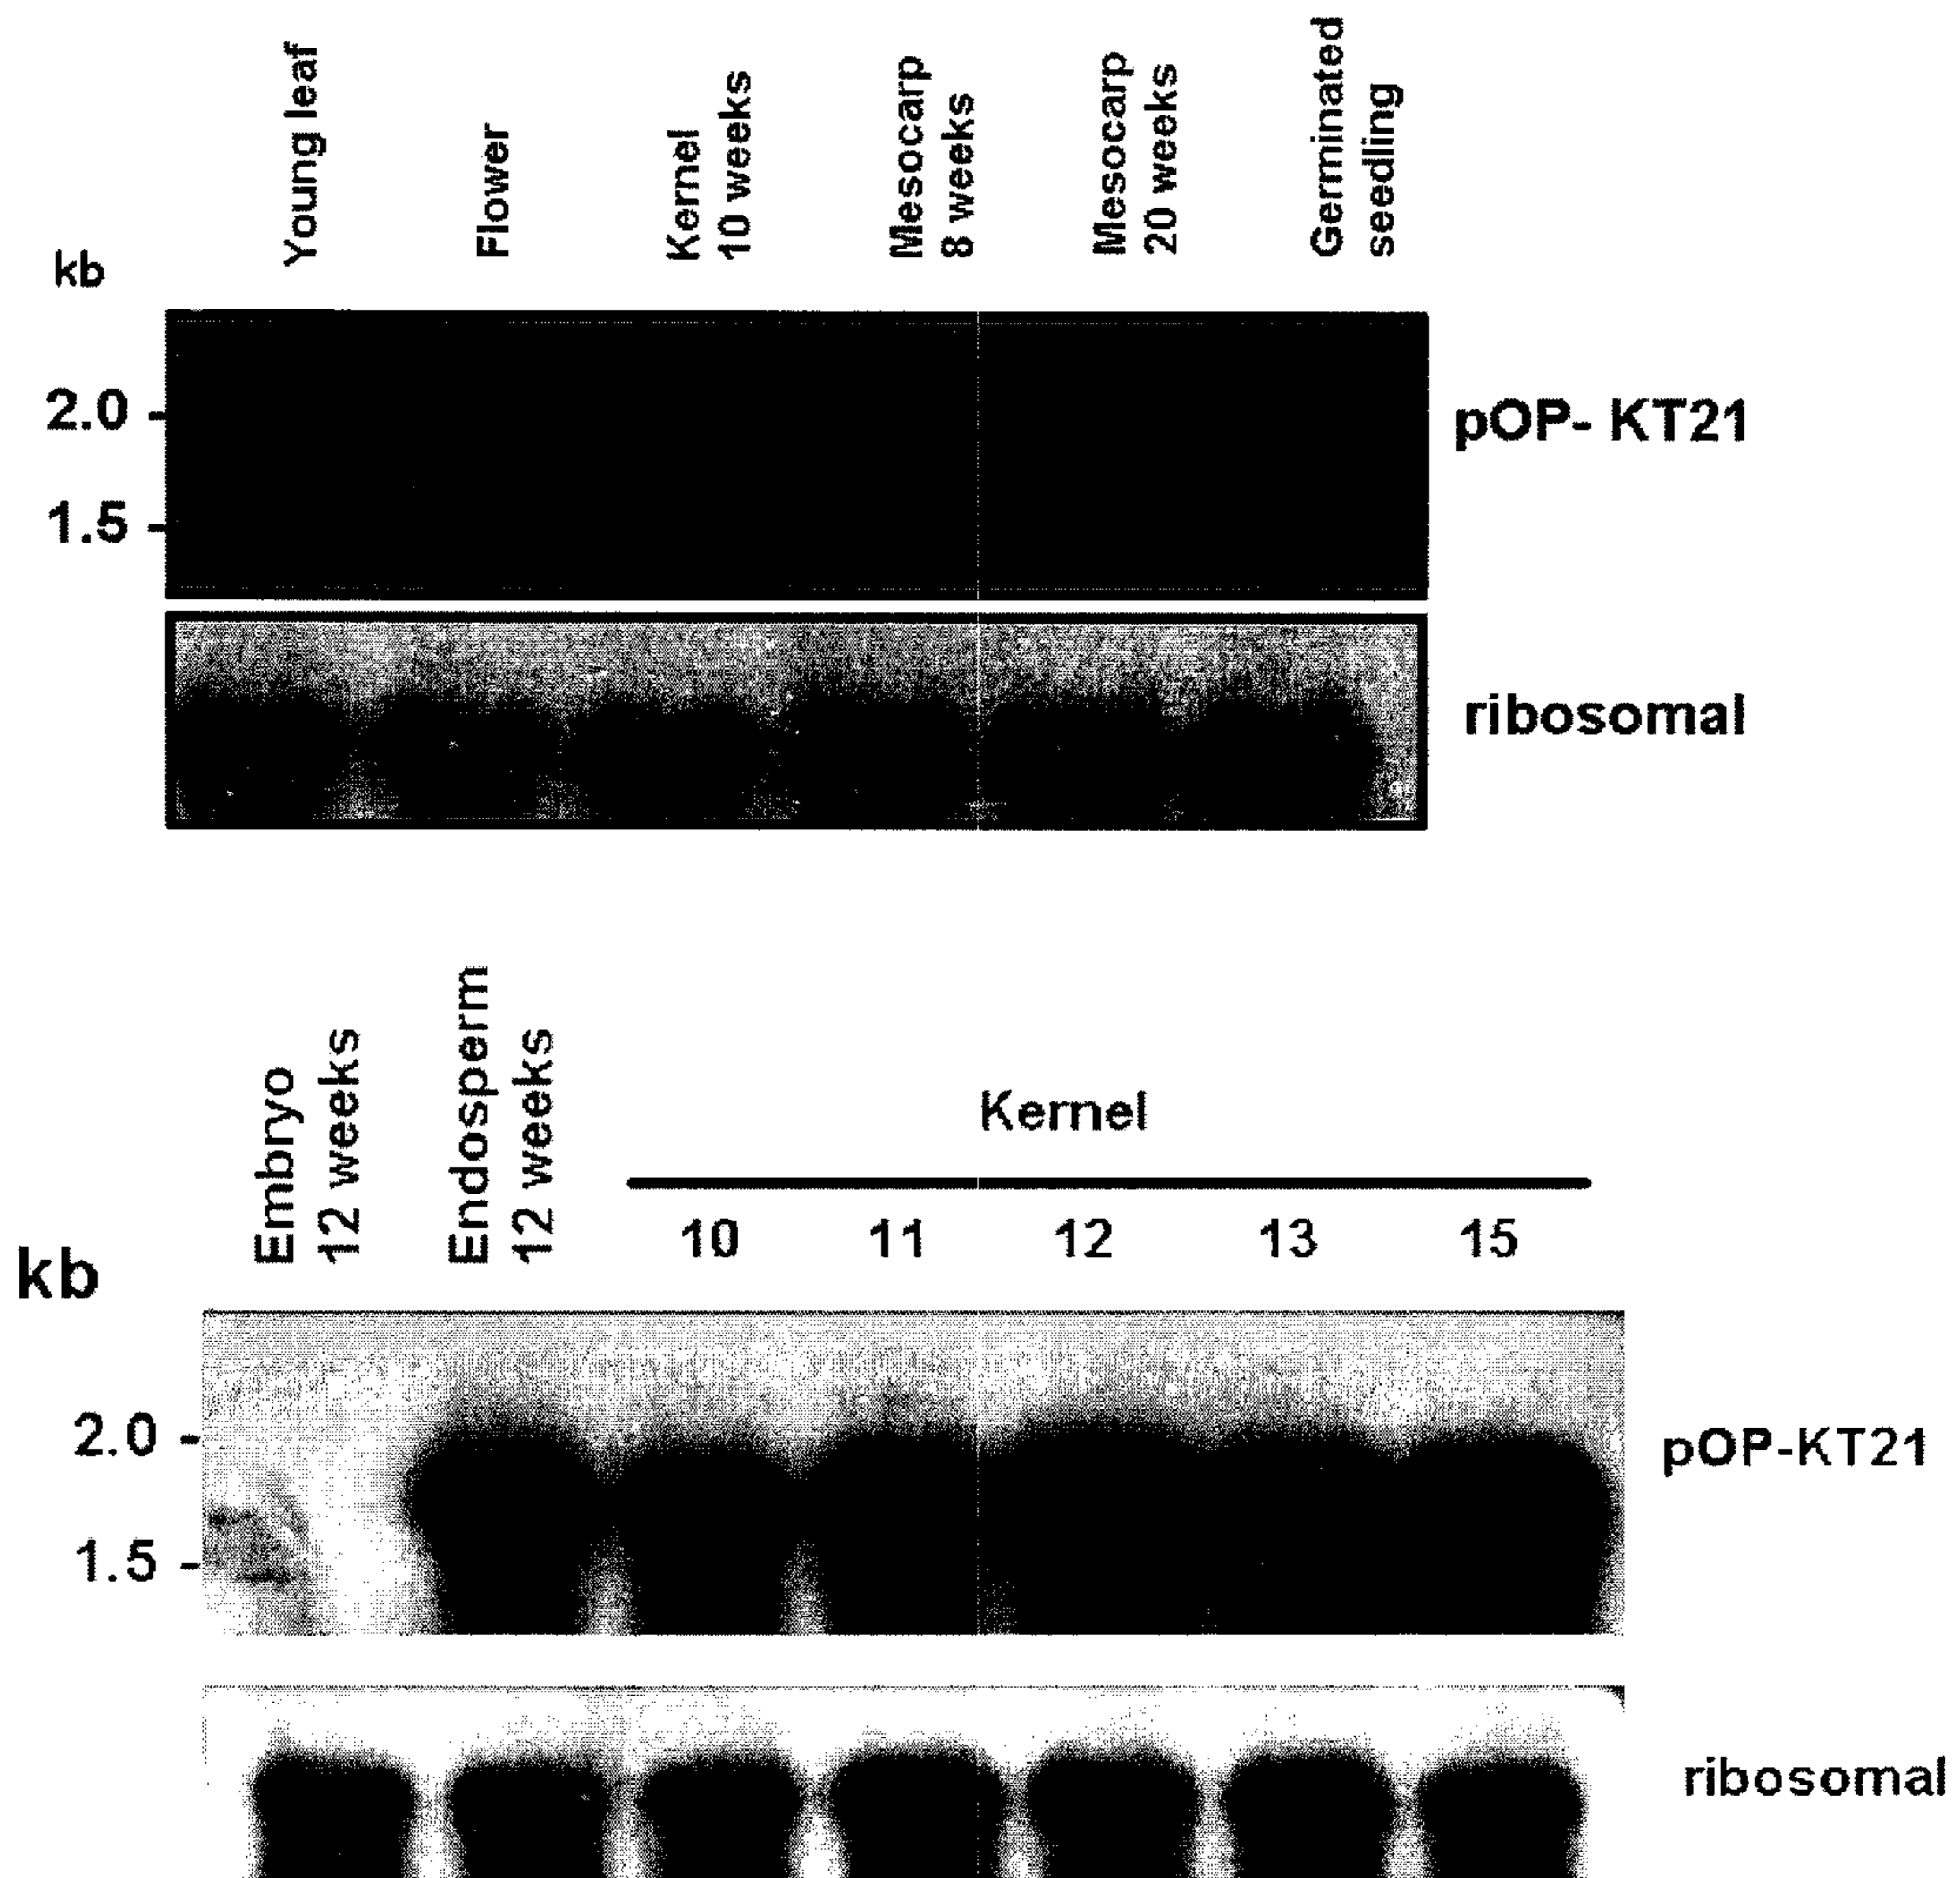 Young leaf
Flower
Kernel
10 weeks
Mesocarp
8 weeks
Mesocarp
20 weeks
Germinated
seedling
kb
2.0 -
1.5 -
pOP- KT21
ribosomal
Embryo
12 weeks
Endosperm
12 weeks
Kernel
10 11 12 13 15
kb
2.0 -
1.5 -
pOP-KT21
ribosomal